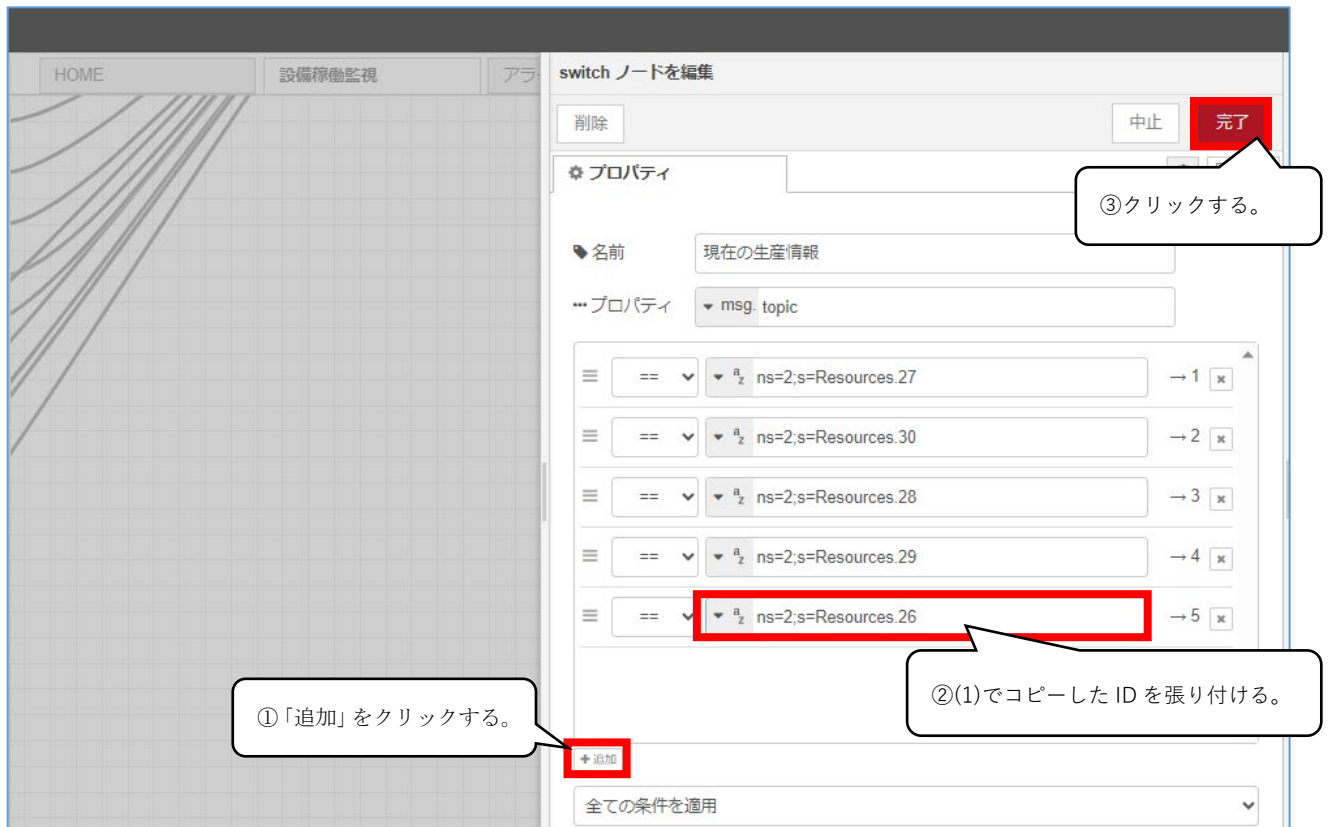 HOME
設備稼働監視
アラ
switch ノードを編集
削除
中止
完了
プロパティ
③クリックする。
名前
現在の生産情報
プロパティ
msg. topic
== az ns=2;s=Resources.27 →1
== az ns=2;s=Resources.30 →2
== az ns=2;s=Resources.28 →3
== az ns=2;s=Resources.29 →4
== az ns=2;s=Resources.26 →5
②(1)でコピーした ID を張り付ける。
①「追加」をクリックする。
追加
全ての条件を適用